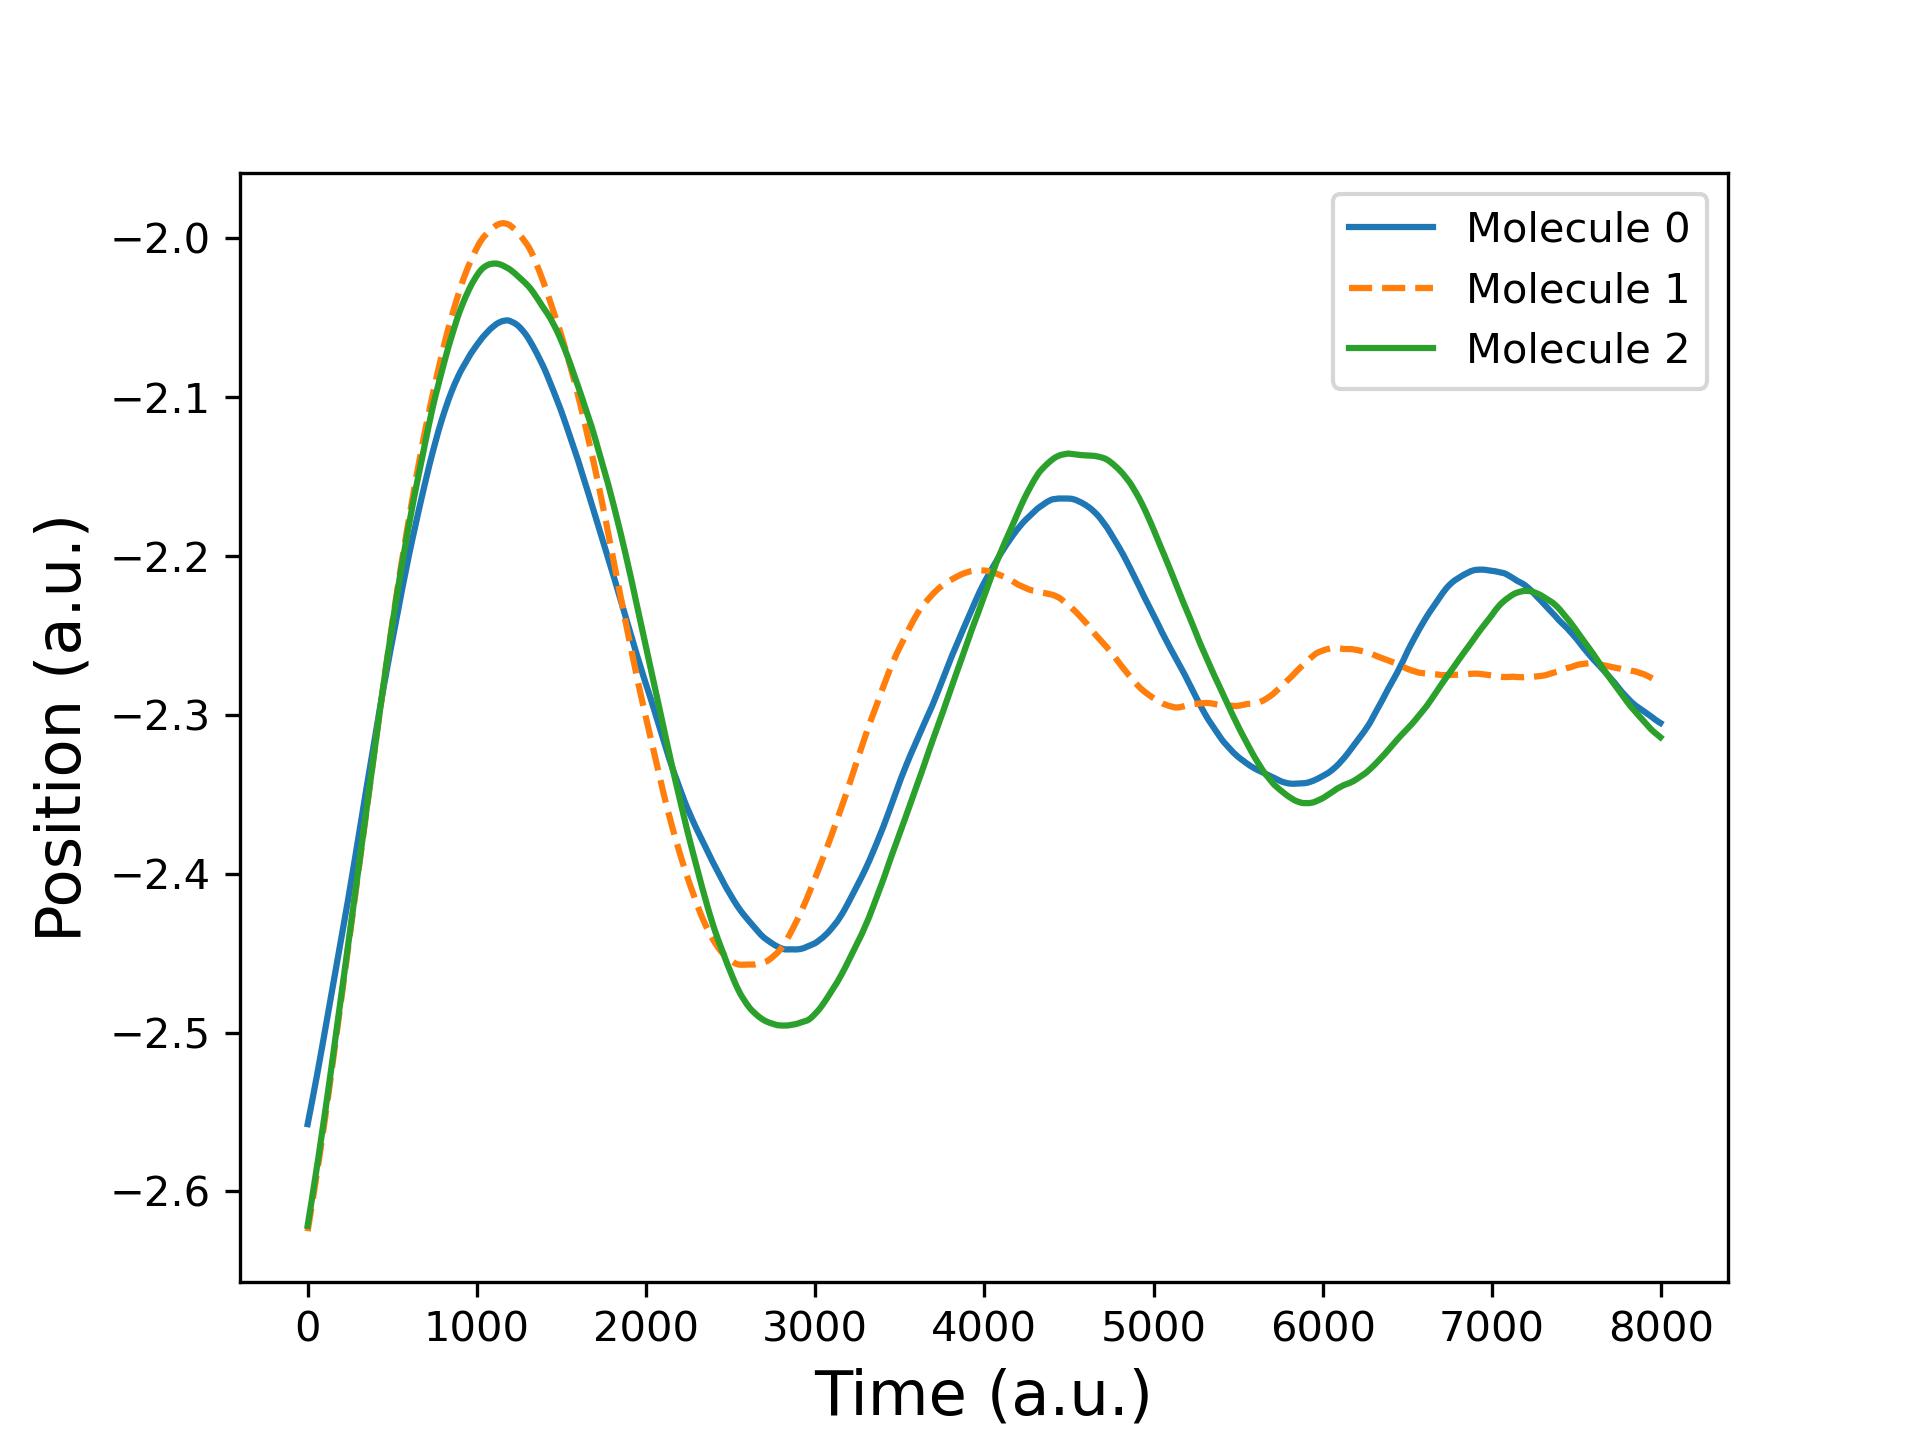 Molecule 0
Molecule 1
Molecule 2
−2.0
−2.1
−2.2
−2.3
−2.4
−2.5
−2.6
Position (a.u.)
0 1000 2000 3000 4000 5000 6000 7000 8000
Time (a.u.)